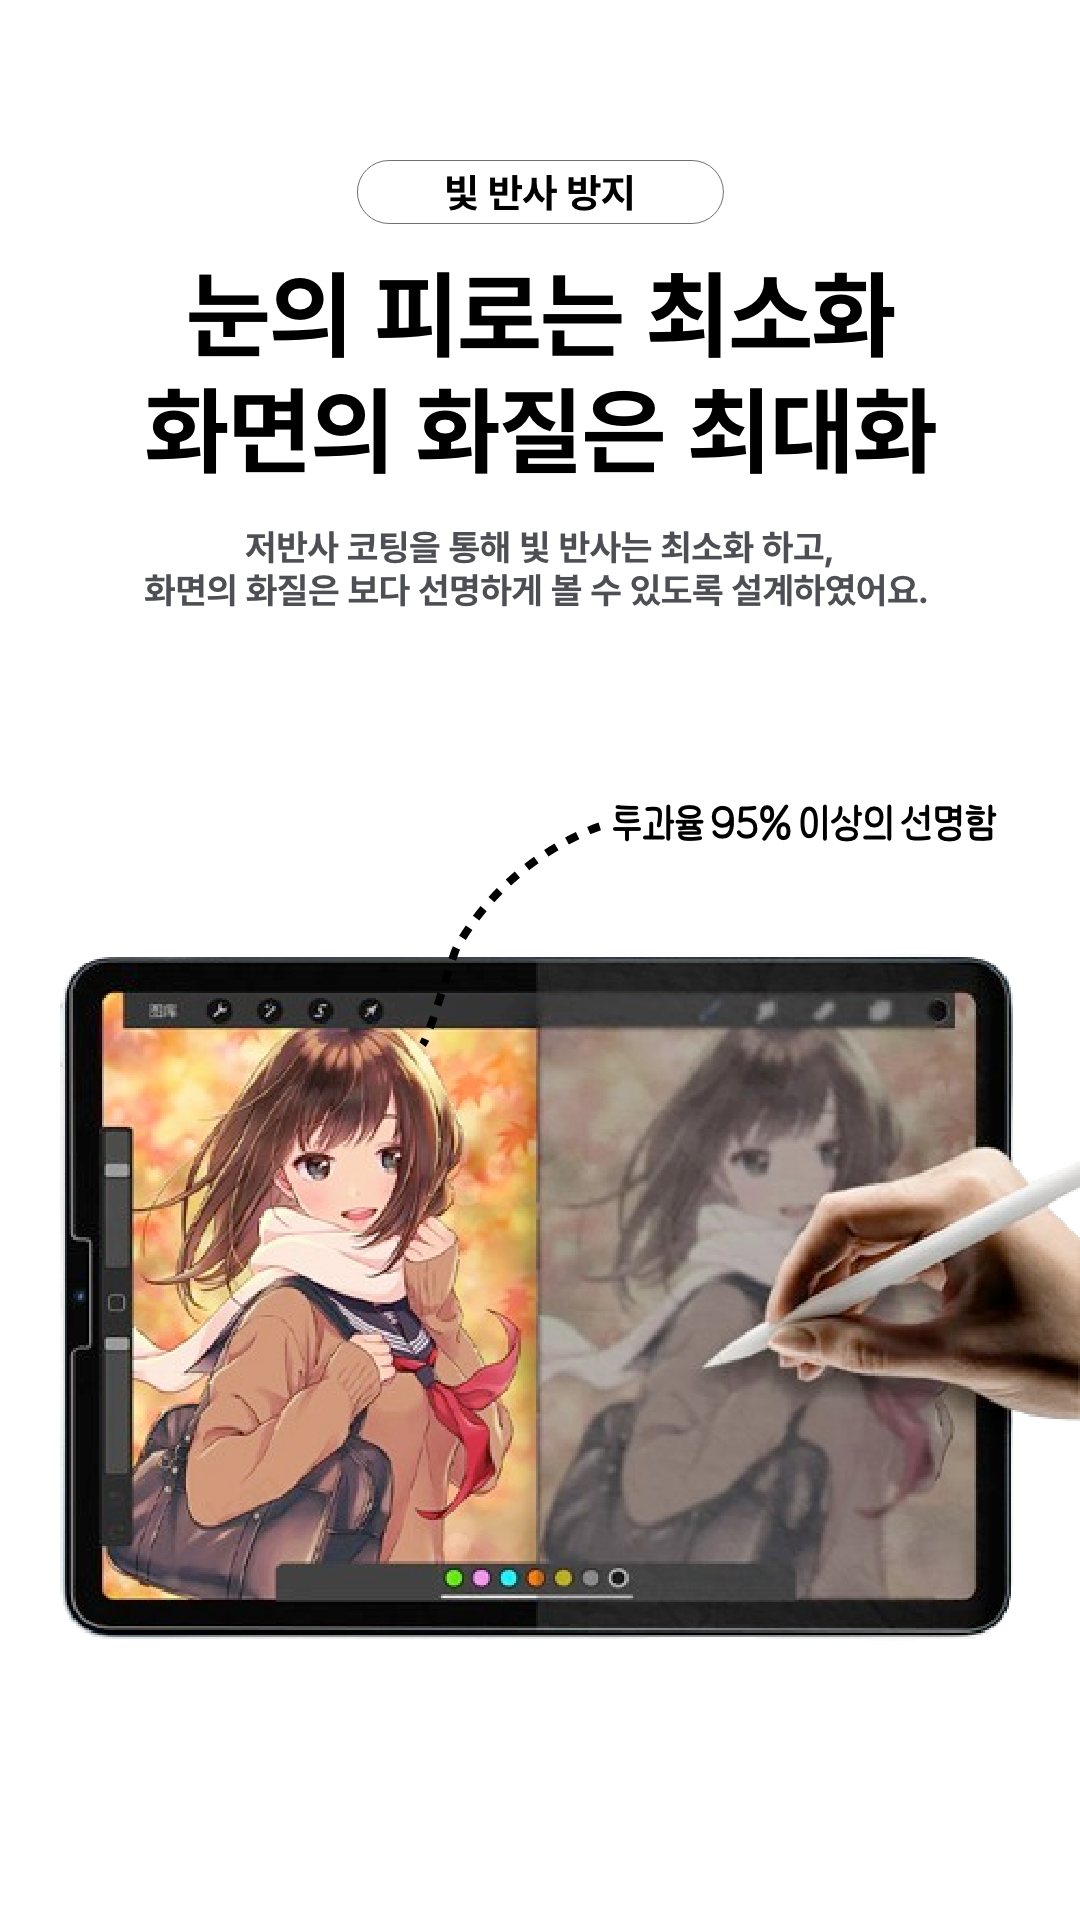 빛 반사 방지
눈의 피로는 최소화
화면의 화질은 최대화
저반사 코팅을 통해 빛 반사는 최소화 하고,
화면의 화질은 보다 선명하게 볼 수 있도록 설계하였어요.
투과율 95% 이상의 선명함
图库